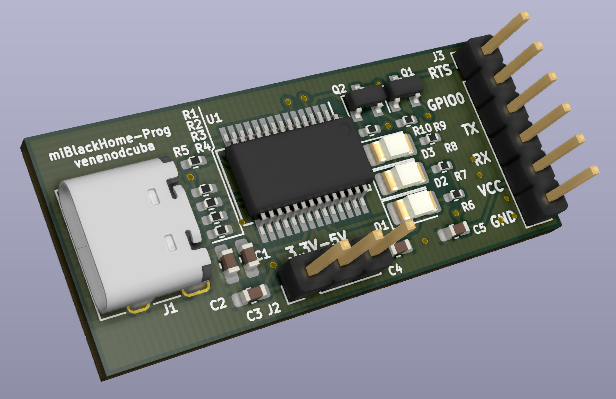 miBlackHome-Prog
venenodcuba
R1
R2
R3
R4
R5
U1
Q2
Q1
J3
RTS
GPIO0
TX
RX
VCC
GND
R10
R9
D3
R8
D2
R7
R6
D1
3.3V-5V
C1
C2
C3
J2
C4
C5
J1